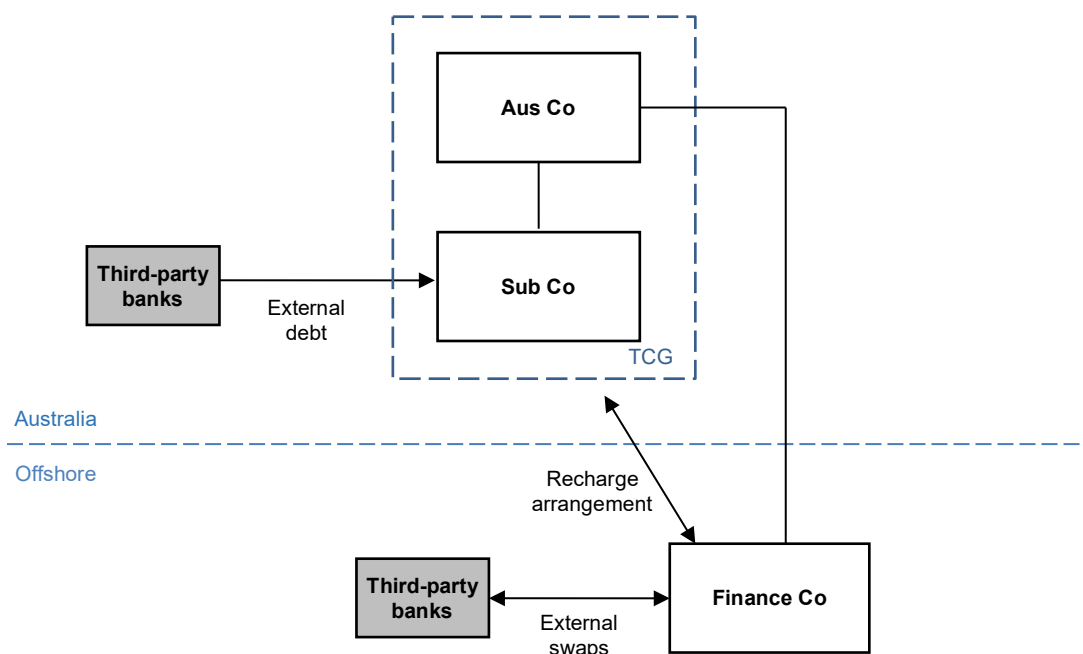 Aus Co
Third-party
banks
External
debt
Sub Co
TCG
Australia
Offshore
Recharge
arrangement
Third-party
banks
External
swaps
Finance Co